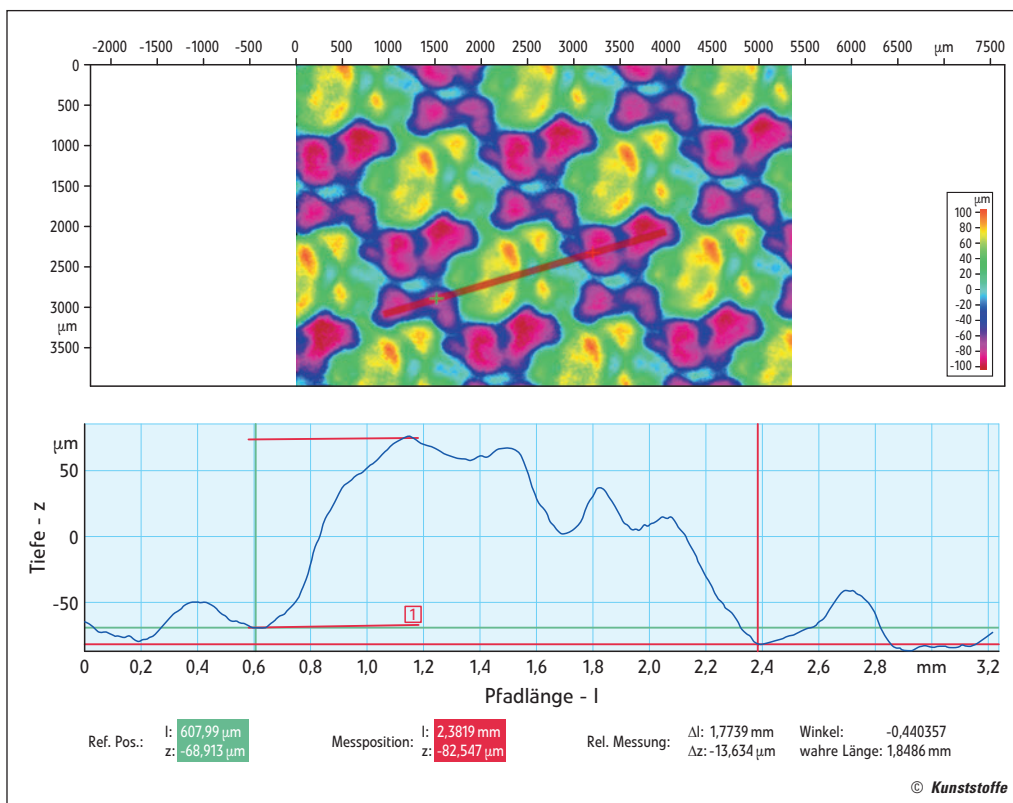 -2000 -1500 -1000 -500 0 500 1000 1500 2000 2500 3000 3500 4000 4500 5000 5500 6000 6500 µm 7500
0
500
1000
1500
2000
2500
3000
µm
3500
µm
100
80
60
40
20
0
-20
-40
-60
-80
-100
µm
50
0
-50
Tiefe - z
1
0 0,2 0,4 0,6 0,8 1,0 1,2 1,4 1,6 1,8 2,0 2,2 2,4 2,6 2,8 mm 3,2
Pfadlänge - l
Ref. Pos.: l: 607,99 µm
z: -68,913 µm
Messposition: l: 2,3819 mm
z: -82,547 µm
Rel. Messung: Δl: 1,7739 mm
Δz: -13,634 µm
Winkel: -0,440357
wahre Länge: 1,8486 mm
© Kunststoffe